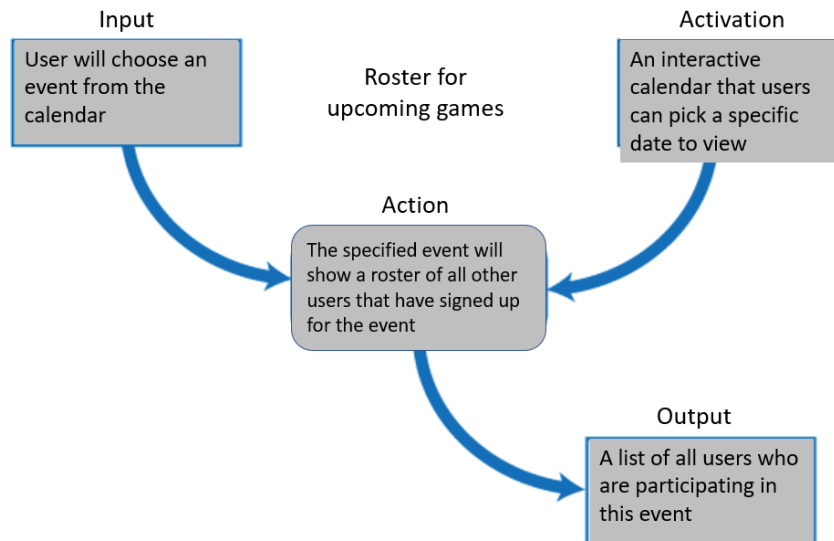 Input
User will choose an
event from the
calendar
Roster for
upcoming games
Activation
An interactive
calendar that users
can pick a specific
date to view
Action
The specified event will
show a roster of all other
users that have signed up
for the event
Output
A list of all users who
are participating in
this event